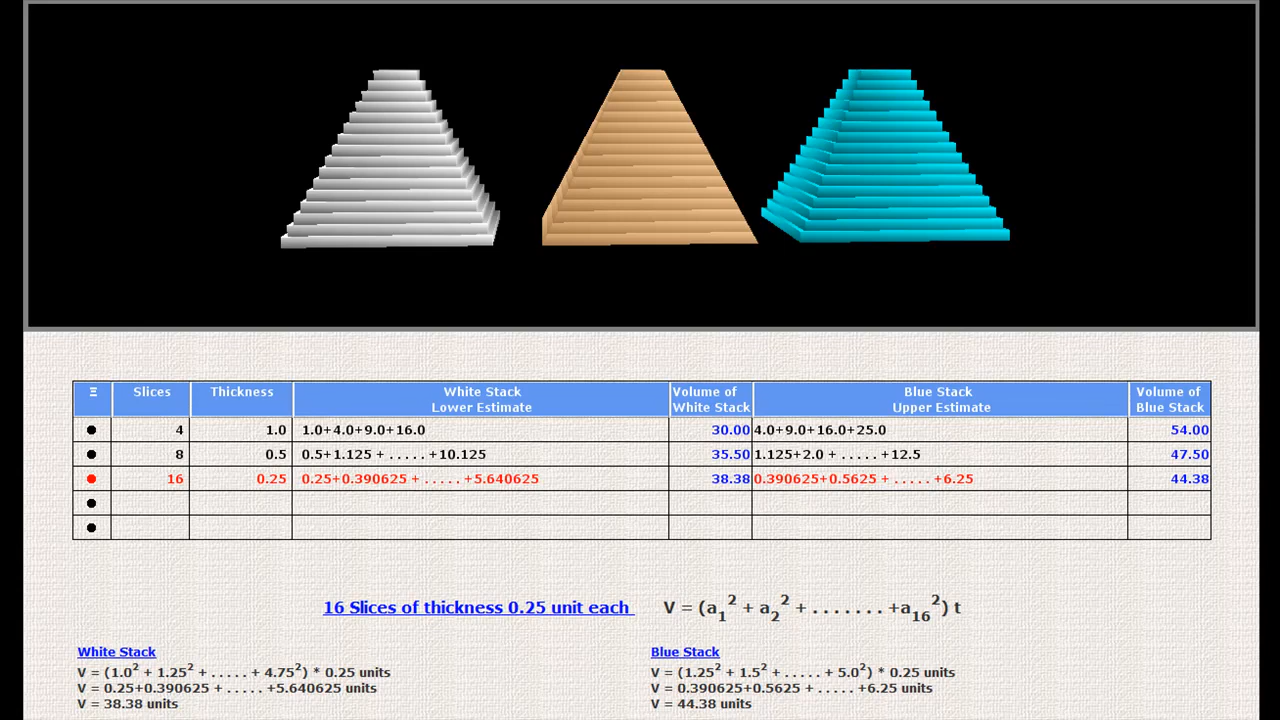 Ξ Slices Thickness White Stack Lower Estimate Volume of White Stack Blue Stack Upper Estimate Volume of Blue Stack
● 4 1.0 1.0+4.0+9.0+16.0 30.00 4.0+9.0+16.0+25.0 54.00
● 8 0.5 0.5+1.125 + . . . . . +10.125 35.50 1.125+2.0 + . . . . . +12.5 47.50
● 16 0.25 0.25+0.390625 + . . . . . +5.640625 38.38 0.390625+0.5625 + . . . . . +6.25 44.38
●
●
16 Slices of thickness 0.25 unit each V = (a₁² + a₂² + . . . . . . . +a₁₆²) t
White Stack
V = (1.0² + 1.25² + . . . . . + 4.75²) * 0.25 units
V = 0.25+0.390625 + . . . . . +5.640625 units
V = 38.38 units
Blue Stack
V = (1.25² + 1.5² + . . . . . + 5.0²) * 0.25 units
V = 0.390625+0.5625 + . . . . . +6.25 units
V = 44.38 units